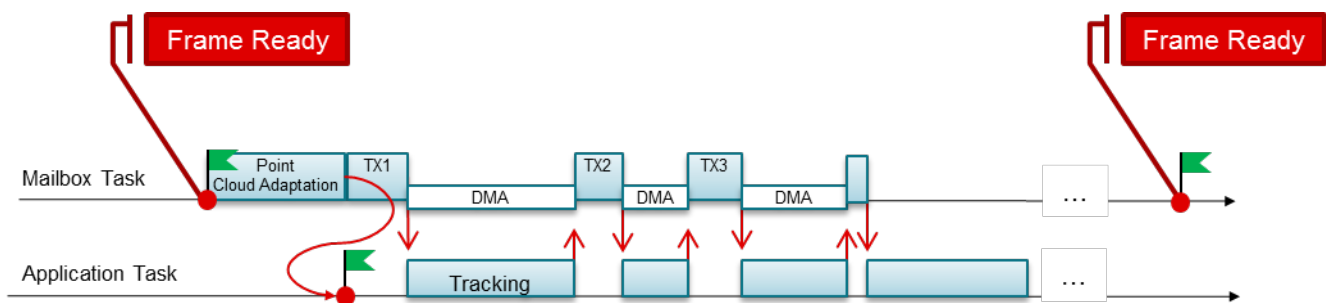 Frame Ready
Frame Ready
Point
Cloud Adaptation
TX1
TX2
TX3
Mailbox Task
DMA
DMA
DMA
...
Application Task
Tracking
...